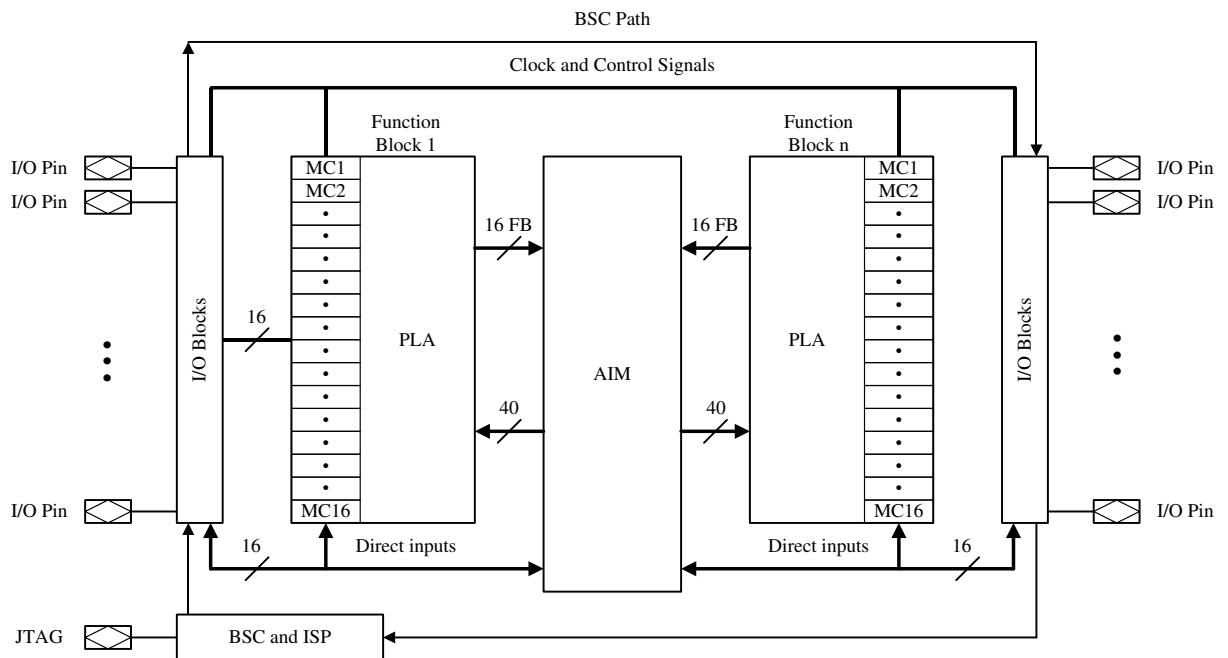 BSC Path
Clock and Control Signals
Function
Block 1
Function
Block n
I/O Pin
MC1
MC1
I/O Pin
I/O Pin
MC2
MC2
I/O Pin
16 FB
16 FB
I/O Blocks
16
PLA
AIM
PLA
I/O Blocks
40
40
I/O Pin
MC16
MC16
I/O Pin
16
Direct inputs
Direct inputs
16
JTAG
BSC and ISP